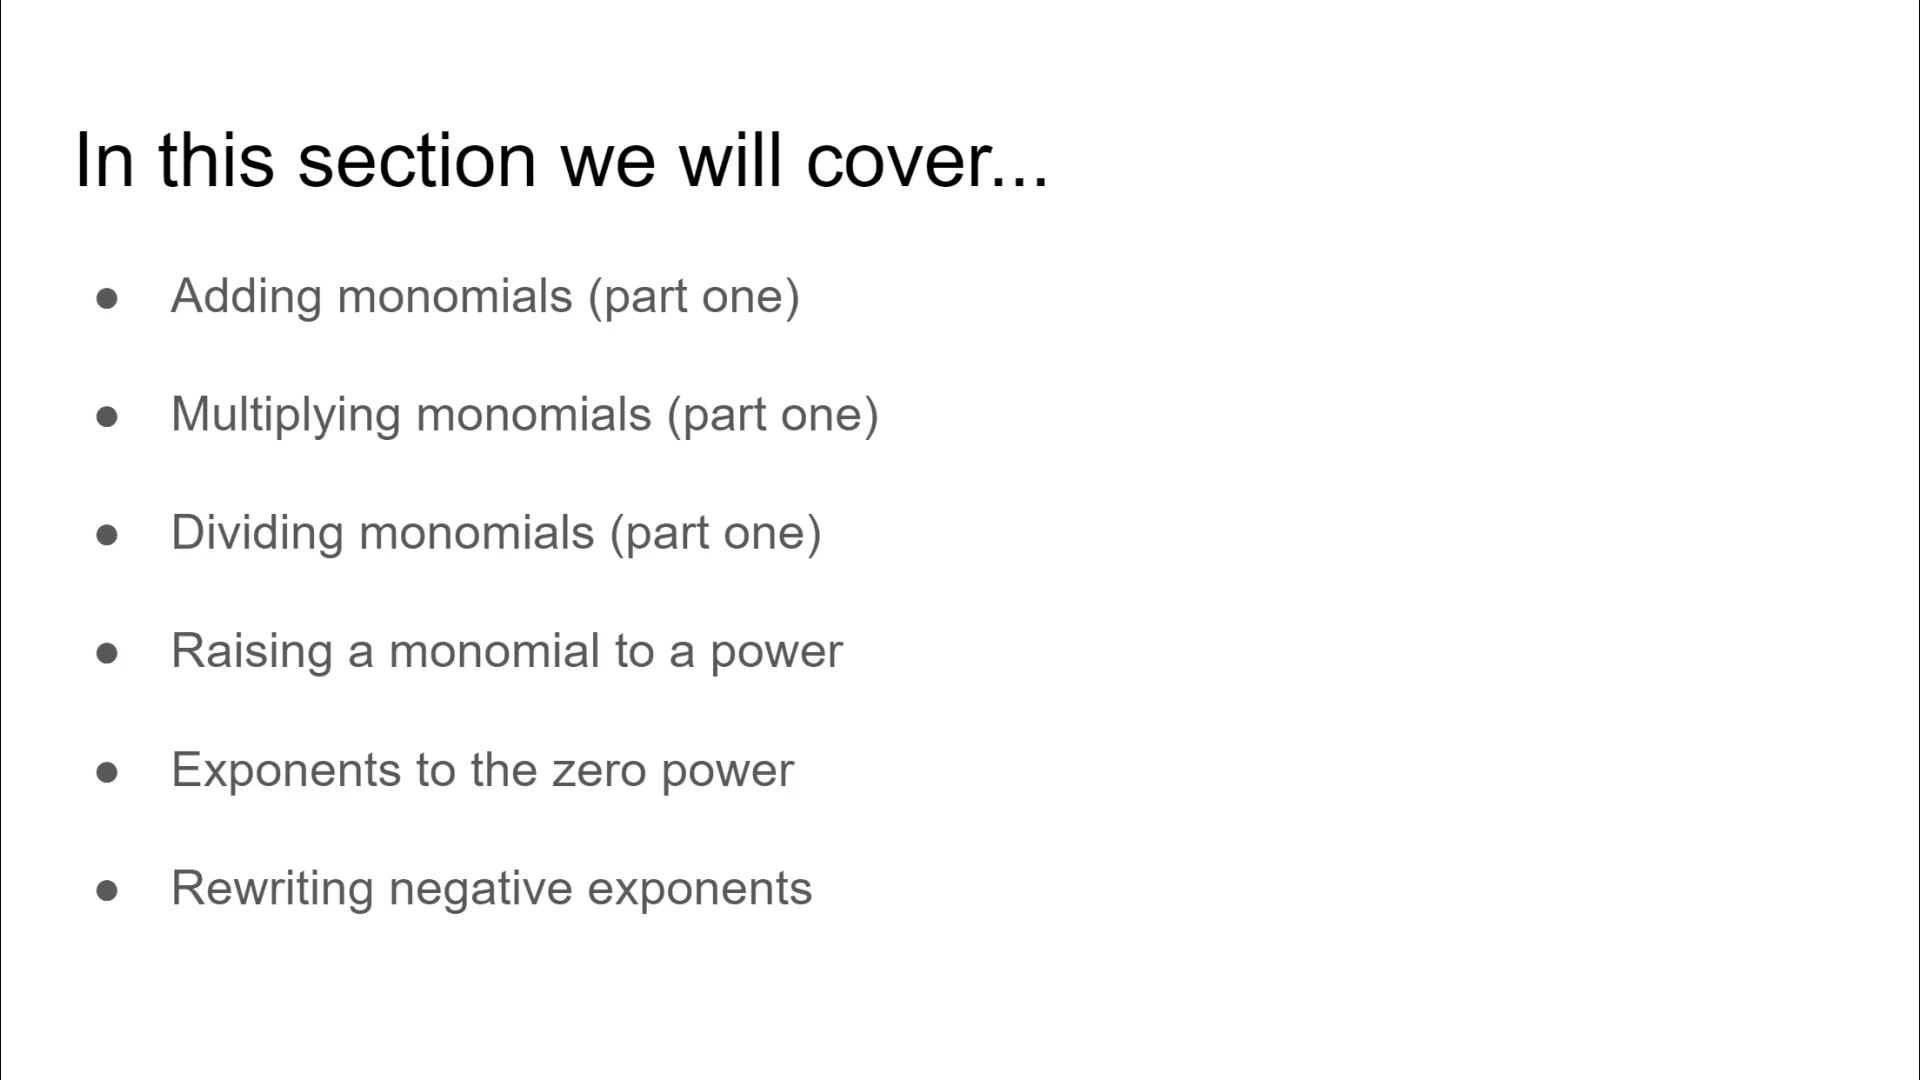 In this section we will cover...
● Adding monomials (part one)
● Multiplying monomials (part one)
● Dividing monomials (part one)
● Raising a monomial to a power
● Exponents to the zero power
● Rewriting negative exponents